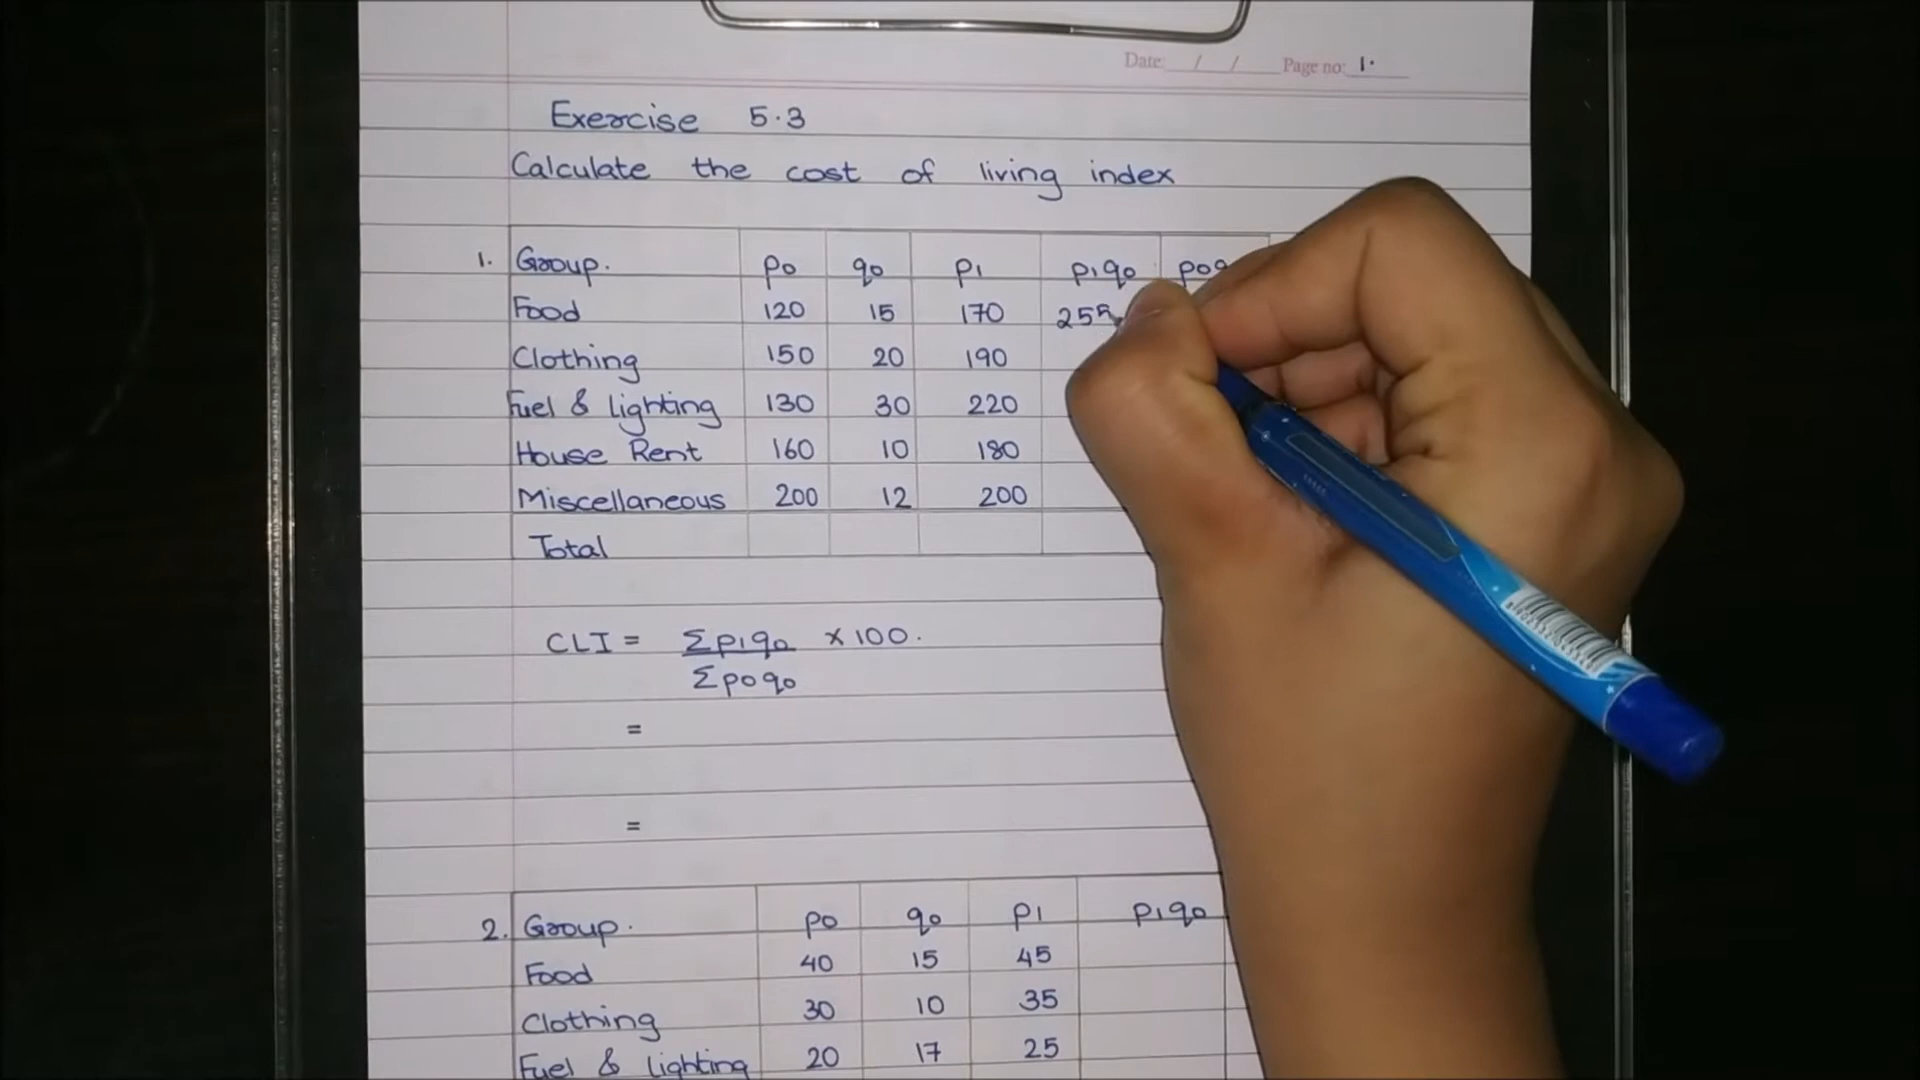 Date: / / Page no: 1.
Exercise 5.3
Calculate the cost of living index
1. Group. p0 q0 p1 p1q0
Food 120 15 170 255
Clothing 150 20 190
Fuel & lighting 130 30 220
House Rent 160 10 180
Miscellaneous 200 12 200
Total
CLI = Σp1q0 × 100.
Σp0q0
=
=
2. Group. p0 q0 p1 p1q0
Food 40 15 45
Clothing 30 10 35
Fuel & lighting 20 17 25